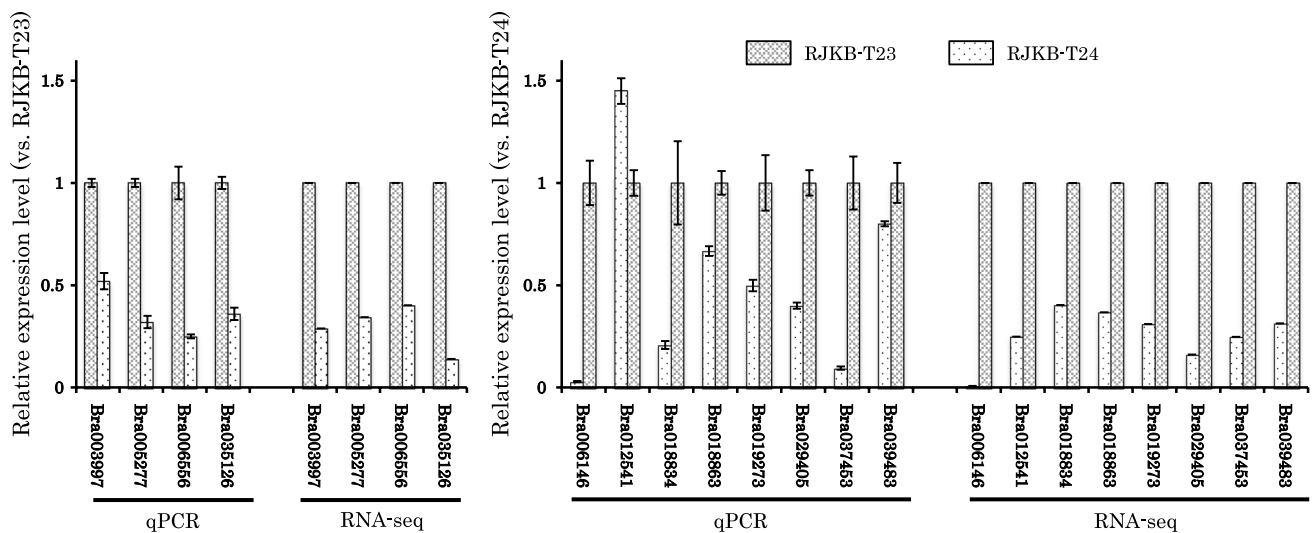 Relative expression level (vs. RJKB-T23)
1.5
1
0.5
0
Bra003997
Bra005277
Bra006556
Bra035126
Bra003997
Bra005277
Bra006556
Bra035126
qPCR
RNA-seq
Relative expression level (vs. RJKB-T24)
RJKB-T23
RJKB-T24
1.5
1
0.5
0
Bra006146
Bra012541
Bra018834
Bra018863
Bra019273
Bra029405
Bra037453
Bra039483
Bra006146
Bra012541
Bra018834
Bra018863
Bra019273
Bra029405
Bra037453
Bra039483
qPCR
RNA-seq